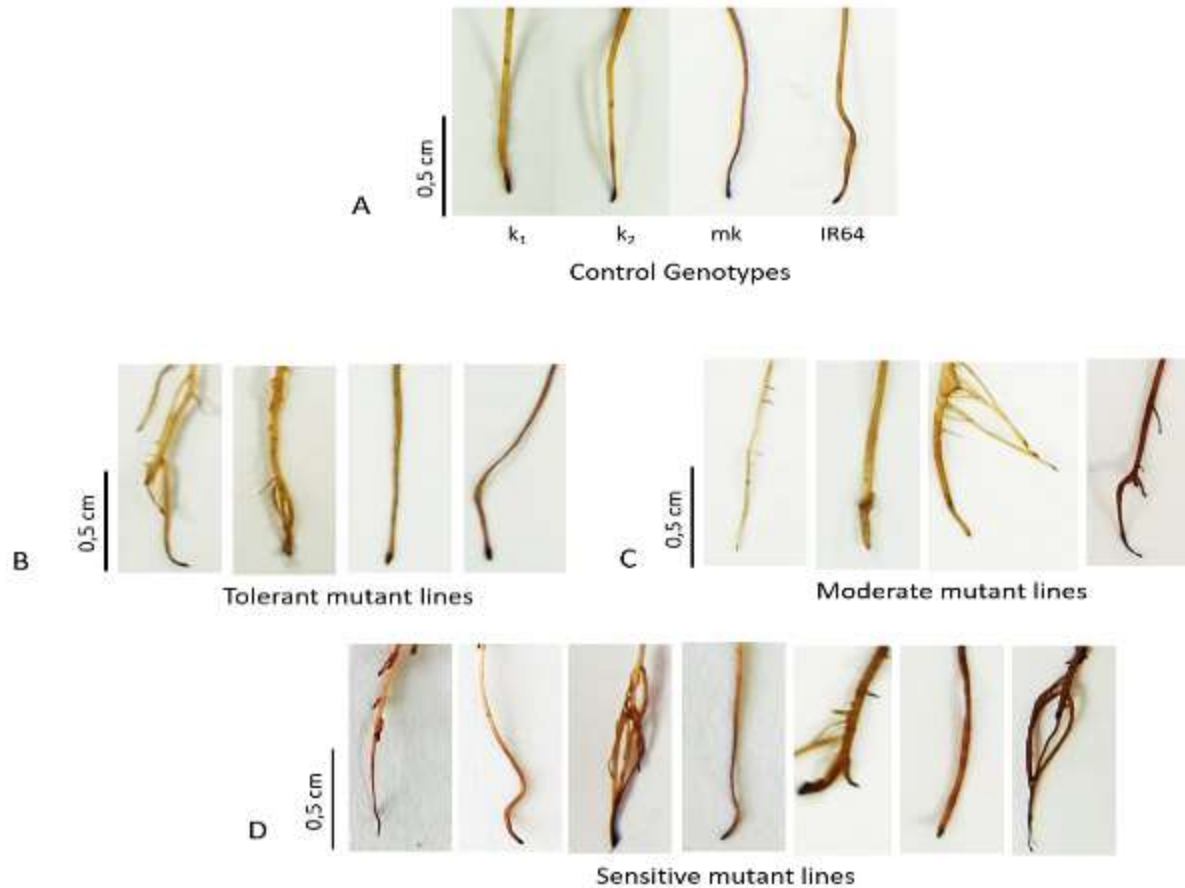 A
0,5 cm
k₁ k₂ mk IR64
Control Genotypes
B
0,5 cm
Tolerant mutant lines
C
0,5 cm
Moderate mutant lines
D
0,5 cm
Sensitive mutant lines